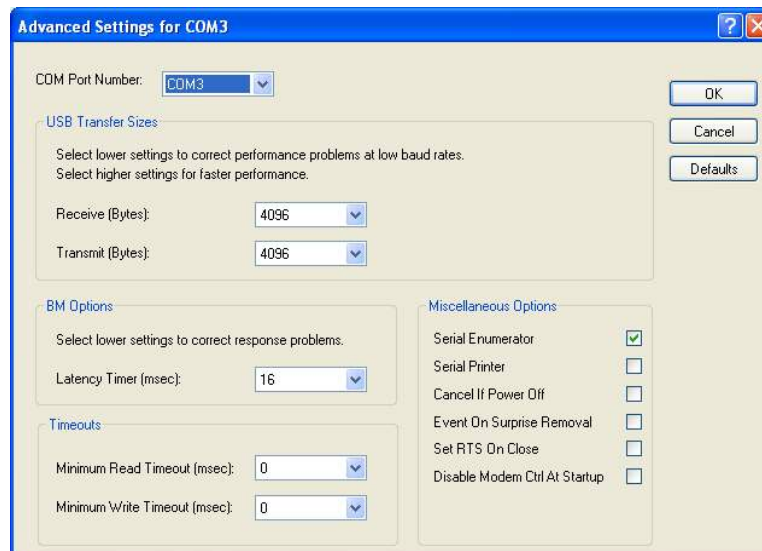 Advanced Settings for COM3
COM Port Number: COM3
OK
Cancel
Defaults
USB Transfer Sizes
Select lower settings to correct performance problems at low baud rates.
Select higher settings for faster performance.
Receive (Bytes): 4096
Transmit (Bytes): 4096
BM Options
Select lower settings to correct response problems.
Latency Timer (msec): 16
Timeouts
Minimum Read Timeout (msec): 0
Minimum Write Timeout (msec): 0
Miscellaneous Options
Serial Enumerator
Serial Printer
Cancel If Power Off
Event On Surprise Removal
Set RTS On Close
Disable Modem Ctrl At Startup